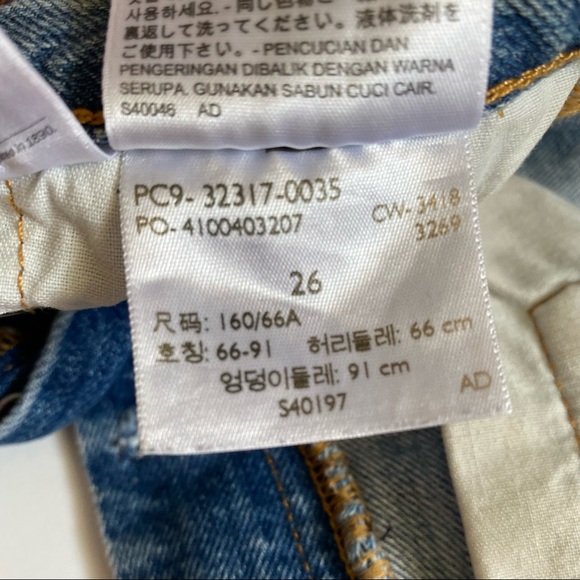 사용하세요. - 同じ色物と
裏返して洗って下さい。液体洗剤を
ご使用下さい。- PENCUCIAN DAN
PENGERINGAN DIBALIK DENGAN WARNA
SERUPA. GUNAKAN SABUN CUCI CAIR.
S40046 AD
in 1890.
PC9- 32317-0035
PO- 4100403207
CW- 3418
3269
26
尺码: 160/66A
호칭: 66-91 허리둘레: 66 cm
엉덩이둘레: 91 cm
AD
S40197